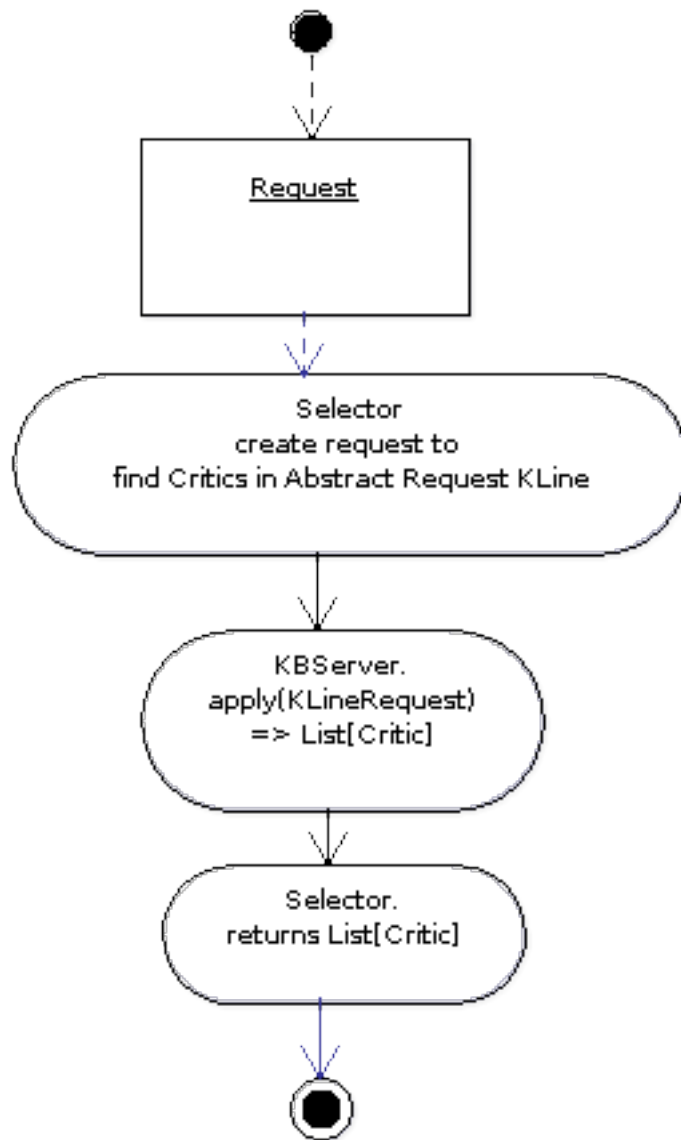 Request
Selector
create request to
find Critics in Abstract Request KLine
KBServer.
apply(KLineRequest)
=> List[Critic]
Selector.
returns List[Critic]